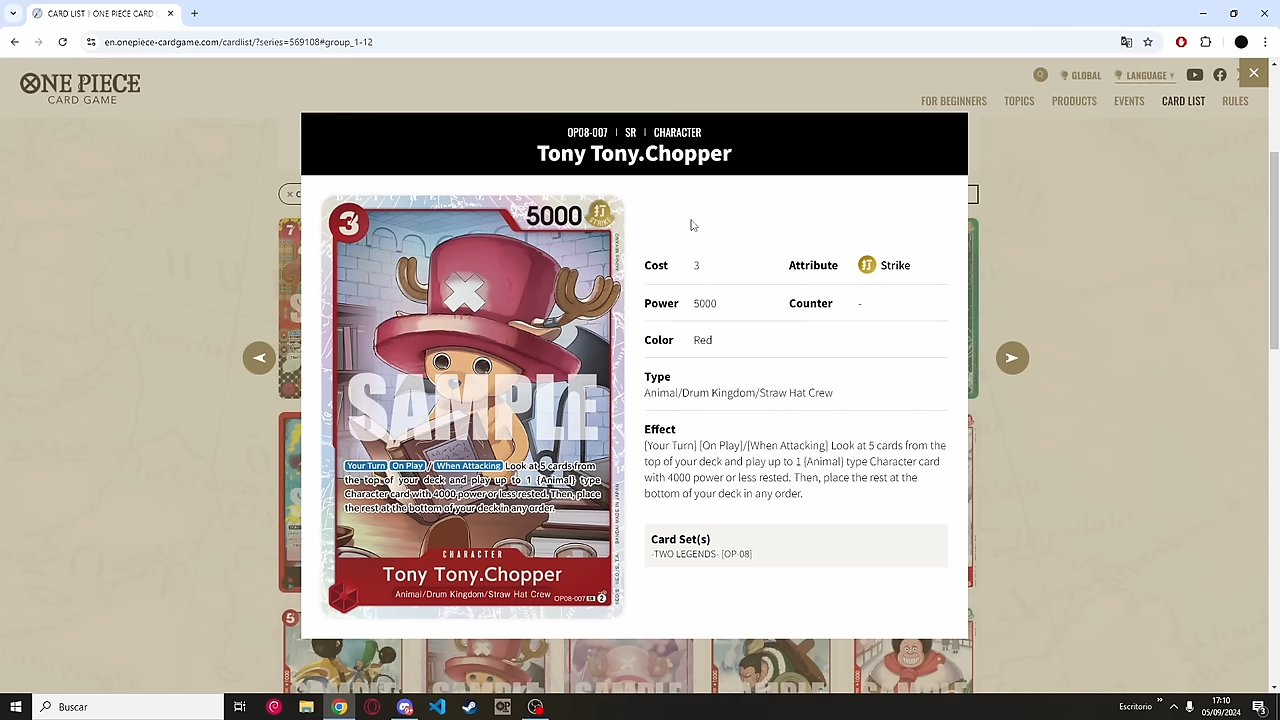 CARD LIST | ONE PIECE CARD
en.onepiece-cardgame.com/cardlist/?series=569108#group_1-12
ONE PIECE
CARD GAME
GLOBAL
LANGUAGE
FOR BEGINNERS
TOPICS
PRODUCTS
EVENTS
CARD LIST
RULES
OP08-007 | SR | CHARACTER
Tony Tony.Chopper
3
5000
打
STRIKE
SAMPLE
Your Turn On Play / When Attacking Look at 5 cards from
the top of your deck and play up to 1 {Animal} type
Character card with 4000 power or less rested. Then, place
the rest at the bottom of your deck in any order.
CHARACTER
Tony Tony.Chopper
Animal/Drum Kingdom/Straw Hat Crew
OP08-007 SR 2
Cost 3
Attribute 打 Strike
Power 5000
Counter -
Color Red
Type
Animal/Drum Kingdom/Straw Hat Crew
Effect
[Your Turn] [On Play]/[When Attacking] Look at 5 cards from the
top of your deck and play up to 1 {Animal} type Character card
with 4000 power or less rested. Then, place the rest at the
bottom of your deck in any order.
Card Set(s)
-TWO LEGENDS- [OP-08]
7
5
Buscar
OP
Escritorio
17:10
05/09/2024